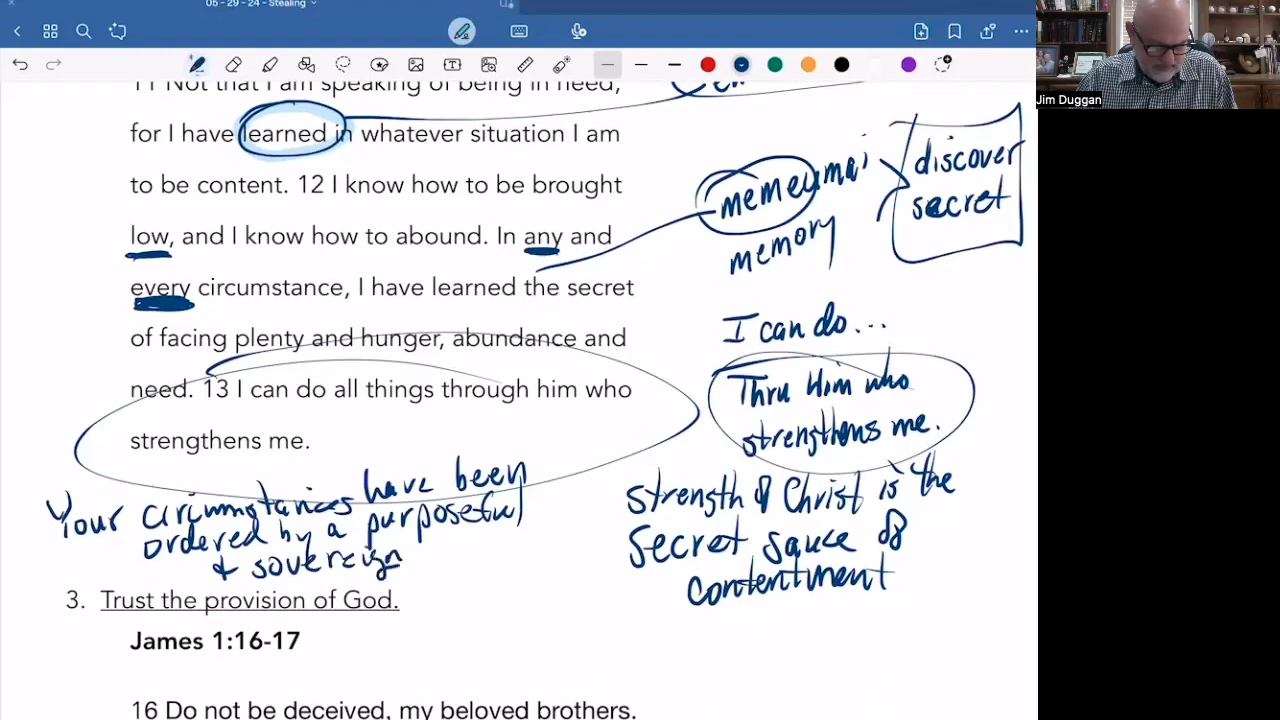 05 - 29 - 24 - Stealing
Jim Duggan
11 Not that I am speaking of being in need,
for I have learned in whatever situation I am
to be content. 12 I know how to be brought
low, and I know how to abound. In any and
every circumstance, I have learned the secret
of facing plenty and hunger, abundance and
need. 13 I can do all things through him who
strengthens me.
memeumai
memory
discover
secret
I can do...
Thru Him who
strengthens me.
Your circumstances have been
ordered by a purposeful
+ sovereign
strength of Christ is the
secret sauce of
contentment
3. Trust the provision of God.
James 1:16-17
16 Do not be deceived, my beloved brothers.